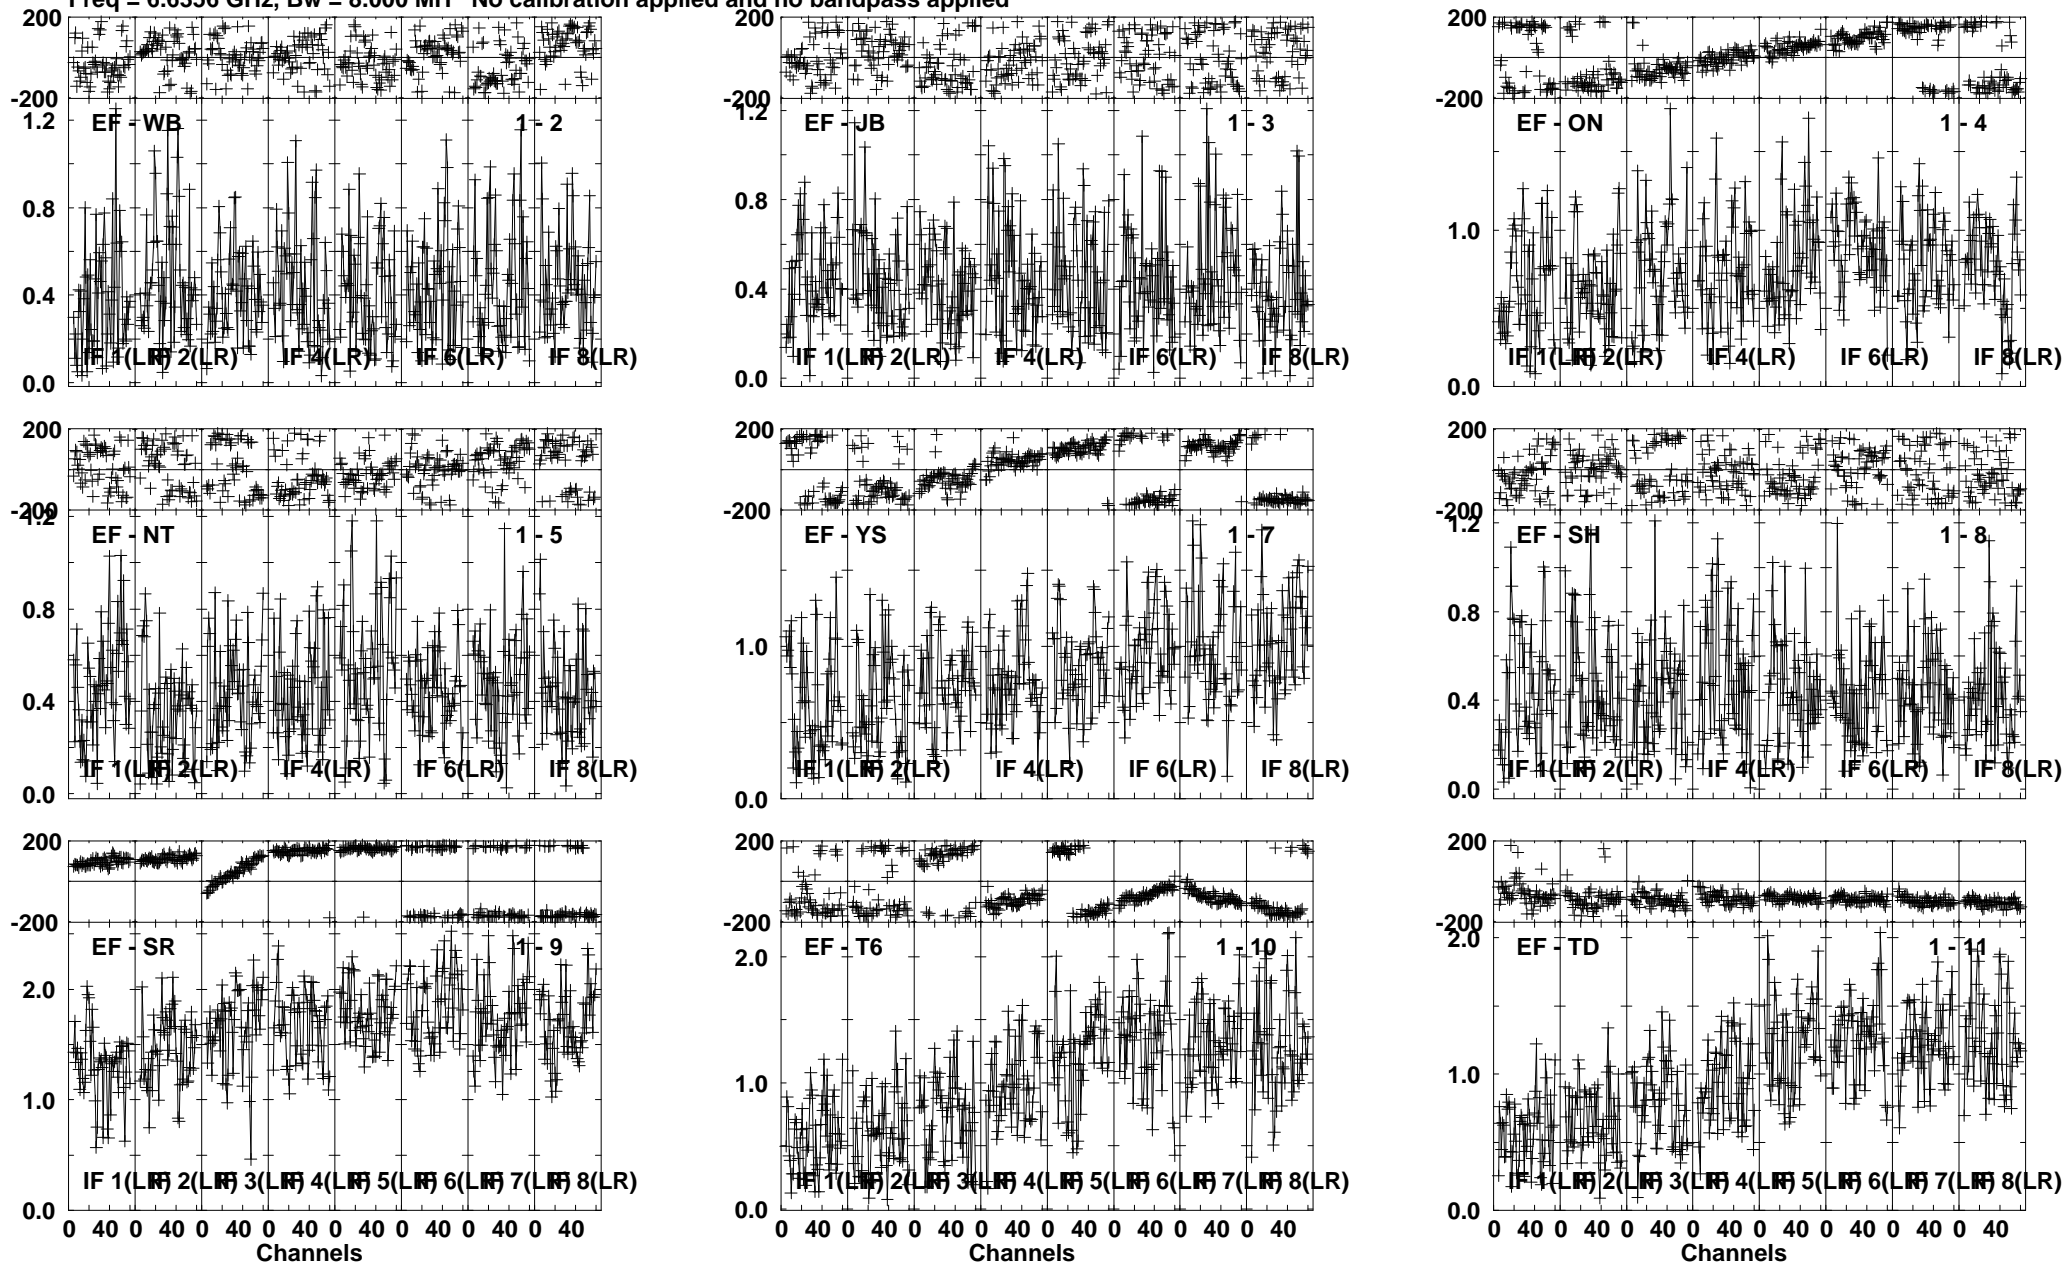 Freq = 6.6356 GHz, Bw = 8.000 MH No calibration applied and no bandpass applied
200 200 200
-200 -200 -200
1.2 EF - WB 1 - 2 1.2 EF - JB 1 - 3 EF - ON 1 - 4
0.8 0.8 1.0
0.4 0.4
IF 1(LR) IF 2(LR) IF 4(LR) IF 6(LR) IF 8(LR) IF 1(LR) IF 2(LR) IF 4(LR) IF 6(LR) IF 8(LR) IF 1(LR) IF 2(LR) IF 4(LR) IF 6(LR) IF 8(LR)
0.0 0.0 0.0
200 200 200
-200 -200 -200
1.2 EF - NT 1 - 5 EF - YS 1 - 7 1.2 EF - SH 1 - 8
0.8 1.0 0.8
0.4 0.4
IF 1(LR) IF 2(LR) IF 4(LR) IF 6(LR) IF 8(LR) IF 1(LR) IF 2(LR) IF 4(LR) IF 6(LR) IF 8(LR) IF 1(LR) IF 2(LR) IF 4(LR) IF 6(LR) IF 8(LR)
0.0 0.0 0.0
200 200 200
-200 -200 -200
EF - SR 1 - 9 EF - T6 1 - 10 EF - TD 1 - 11
2.0 2.0 2.0
1.0 1.0 1.0
IF 1(LR) IF 2(LR) IF 3(LR) IF 4(LR) IF 5(LR) IF 6(LR) IF 7(LR) IF 8(LR) IF 1(LR) IF 2(LR) IF 3(LR) IF 4(LR) IF 5(LR) IF 6(LR) IF 7(LR) IF 8(LR) IF 1(LR) IF 2(LR) IF 3(LR) IF 4(LR) IF 5(LR) IF 6(LR) IF 7(LR) IF 8(LR)
0.0 0.0 0.0
0 40 0 40 0 40 0 40 0 40 0 40 0 40 0 40 0 40 0 40 0 40 0 40 0 40 0 40 0 40 0 40 0 40 0 40 0 40 0 40 0 40 0 40 0 40 0 40
Channels Channels Channels